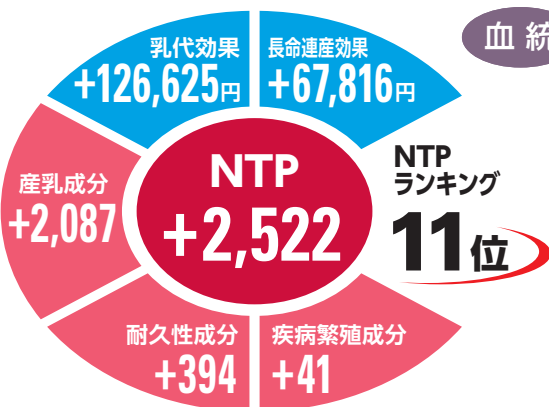 血統
乳代効果
+126,625円
長命連産効果
+67,816円
産乳成分
+2,087
NTP
+2,522
NTP
ランキング
11位
耐久性成分
+394
疾病繁殖成分
+41